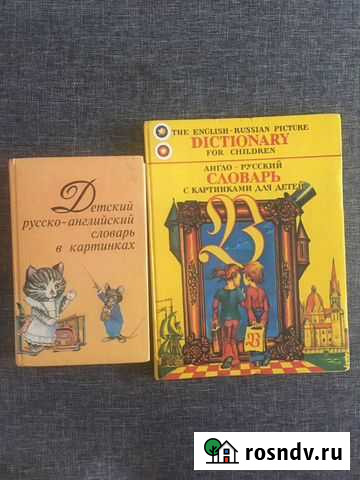 Детский
русско-английский
словарь
в картинках
THE ENGLISH-RUSSIAN PICTURE
DICTIONARY
FOR CHILDREN
АНГЛО-РУССКИЙ
СЛОВАРЬ
С КАРТИНКАМИ ДЛЯ ДЕТЕЙ
B
B
rosndv.ru